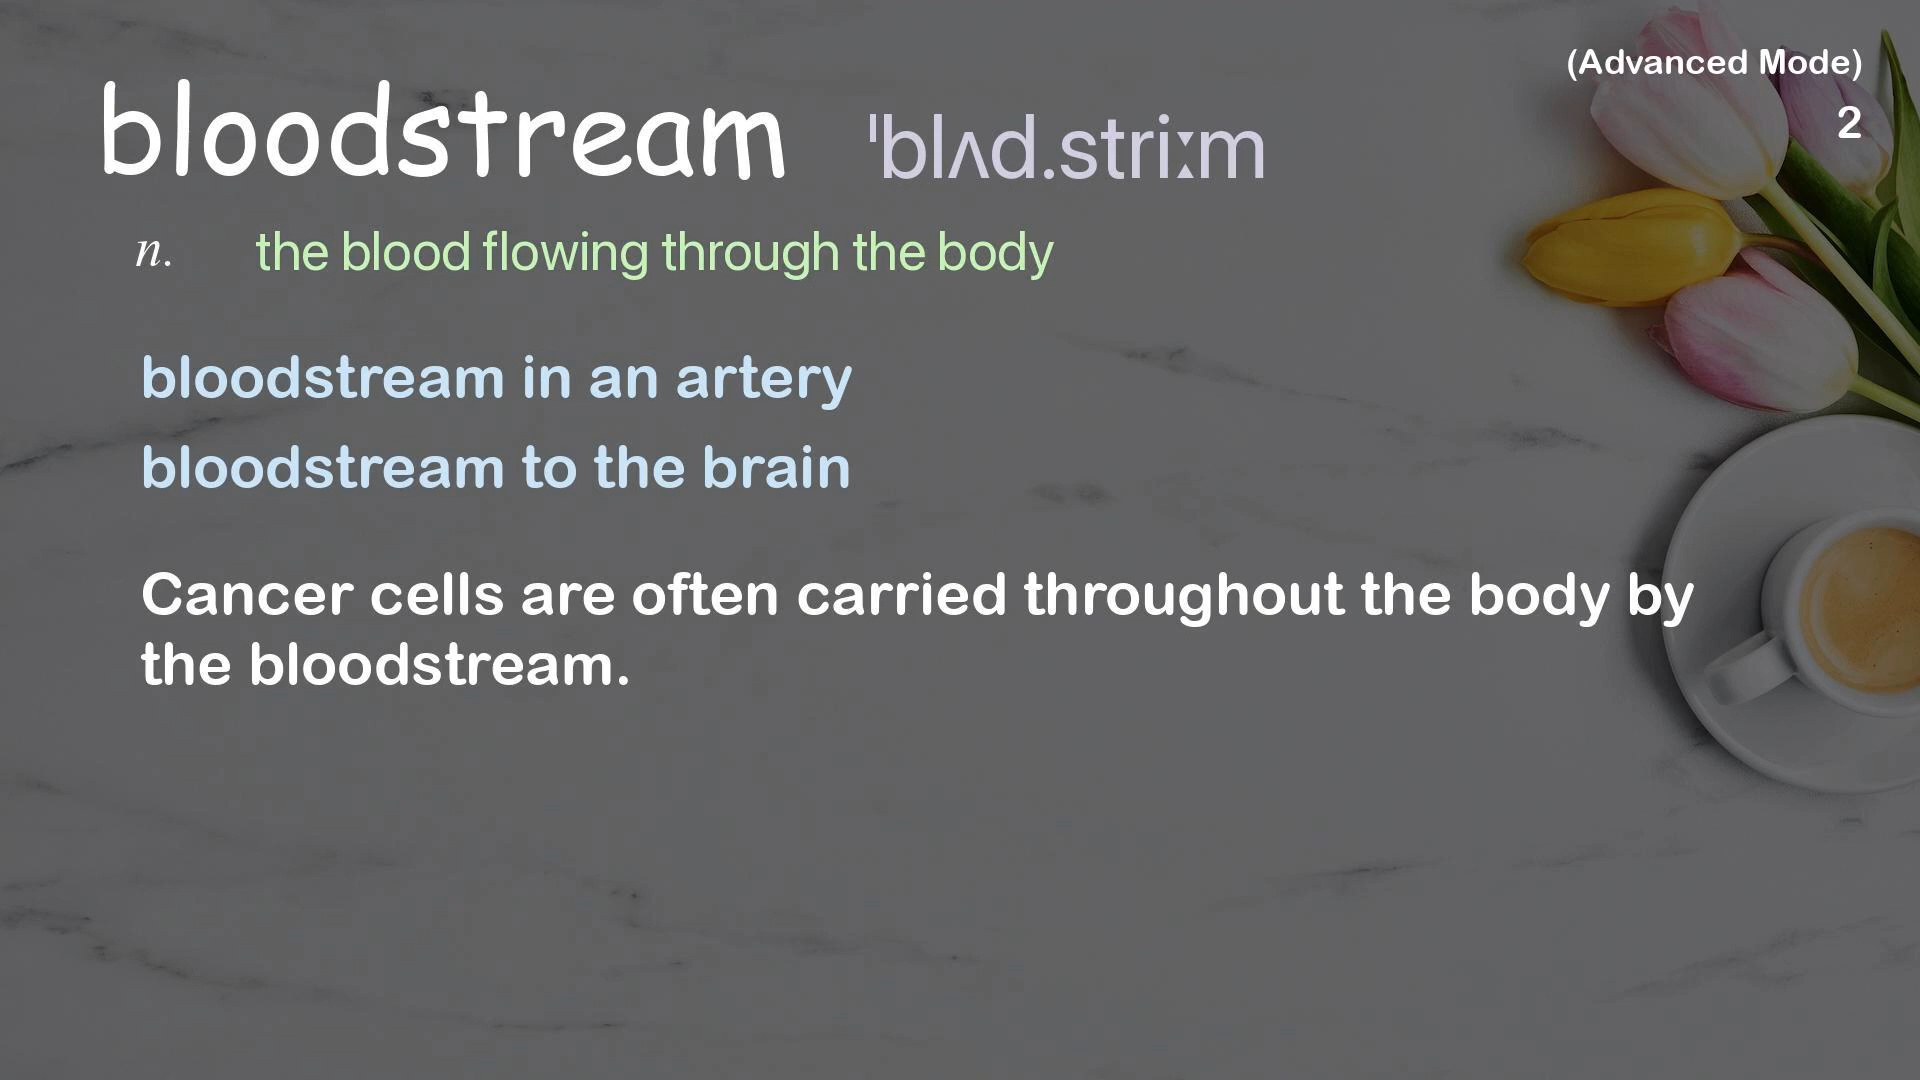 (Advanced Mode)
2
bloodstream ˈblʌd.striːm
n. the blood flowing through the body
bloodstream in an artery
bloodstream to the brain
Cancer cells are often carried throughout the body by
the bloodstream.